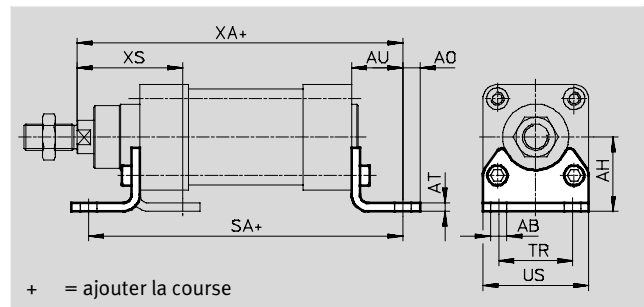 XA+
XS
AU
AO
AT
AH
SA+
AB
TR
US
+ = ajouter la course